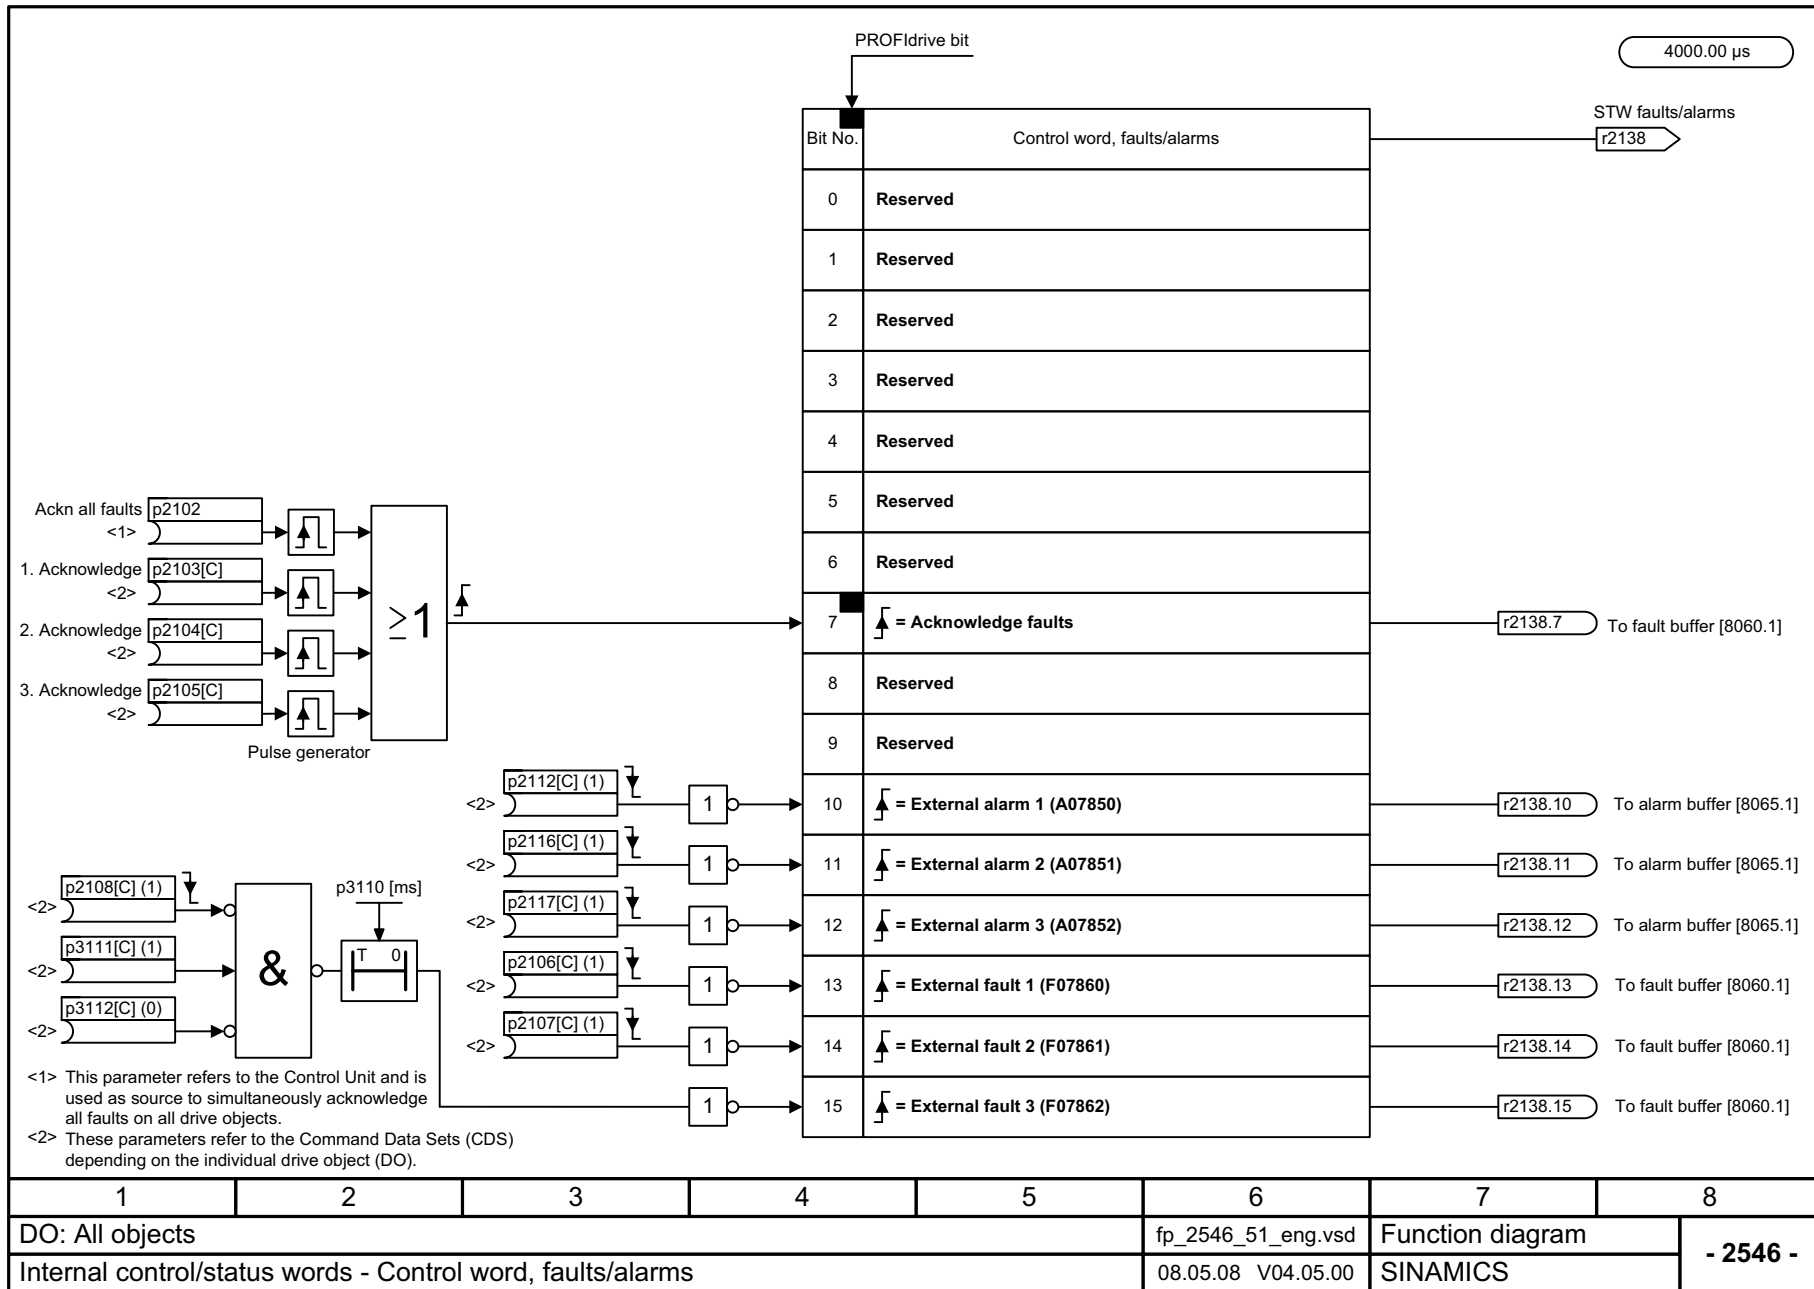 PROFIdrive bit
4000.00 µs
STW faults/alarms
r2138
Bit No. Control word, faults/alarms
0 Reserved
1 Reserved
2 Reserved
3 Reserved
4 Reserved
5 Reserved
6 Reserved
7 = Acknowledge faults
8 Reserved
9 Reserved
10 = External alarm 1 (A07850)
11 = External alarm 2 (A07851)
12 = External alarm 3 (A07852)
13 = External fault 1 (F07860)
14 = External fault 2 (F07861)
15 = External fault 3 (F07862)
Ackn all faults p2102
<1>
1. Acknowledge p2103[C]
<2>
2. Acknowledge p2104[C]
<2>
3. Acknowledge p2105[C]
<2>
Pulse generator
≥1
r2138.7 To fault buffer [8060.1]
p2112[C] (1)
<2> 1
r2138.10 To alarm buffer [8065.1]
p2116[C] (1)
<2> 1
r2138.11 To alarm buffer [8065.1]
p2117[C] (1)
<2> 1
r2138.12 To alarm buffer [8065.1]
p2106[C] (1)
<2> 1
r2138.13 To fault buffer [8060.1]
p2107[C] (1)
<2> 1
r2138.14 To fault buffer [8060.1]
1
r2138.15 To fault buffer [8060.1]
p2108[C] (1)
<2>
p3111[C] (1)
<2>
p3112[C] (0)
<2>
&
p3110 [ms]
T 0
<1> This parameter refers to the Control Unit and is
used as source to simultaneously acknowledge
all faults on all drive objects.
<2> These parameters refer to the Command Data Sets (CDS)
depending on the individual drive object (DO).
1 2 3 4 5 6 7 8
DO: All objects
fp_2546_51_eng.vsd
Function diagram
- 2546 -
Internal control/status words - Control word, faults/alarms
08.05.08 V04.05.00
SINAMICS